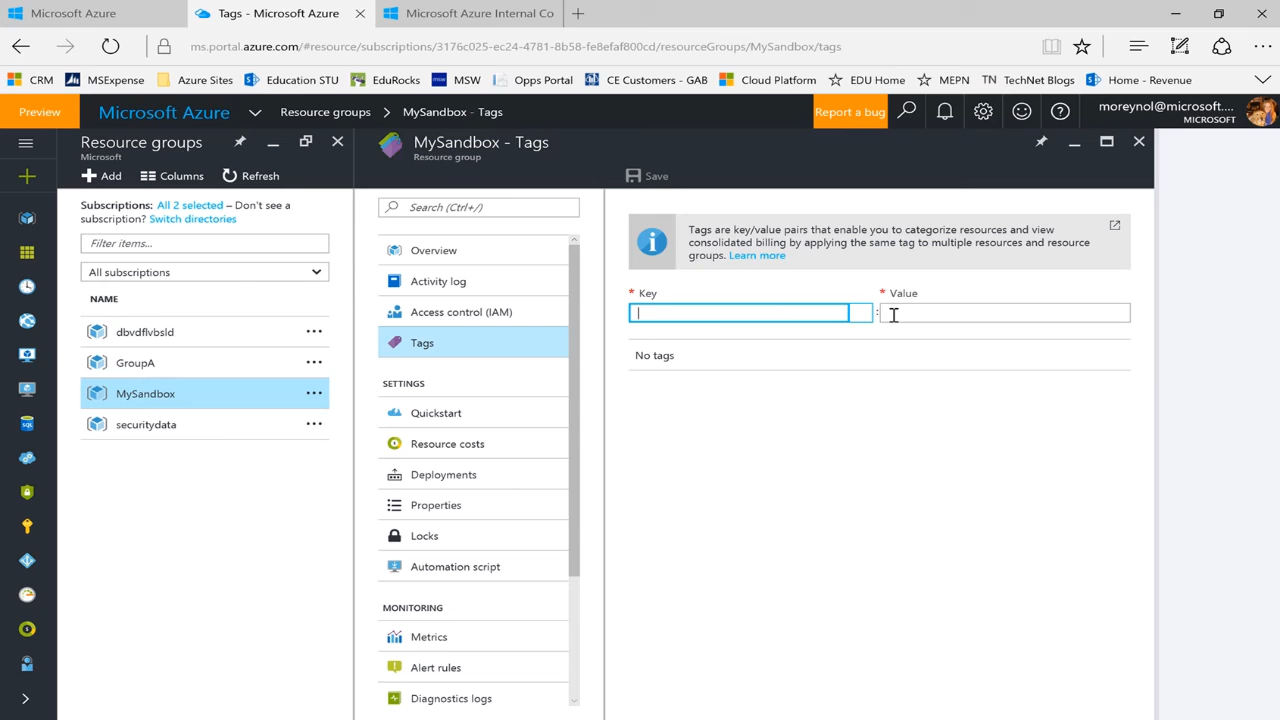 Microsoft Azure
Tags - Microsoft Azure
Microsoft Azure Internal Co
ms.portal.azure.com/#resource/subscriptions/3176c025-ec24-4781-8b58-fe8efaf800cd/resourceGroups/MySandbox/tags
CRM
MSExpense
Azure Sites
Education STU
EduRocks
msw MSW
Opps Portal
CE Customers - GAB
Cloud Platform
EDU Home
MEPN
TN TechNet Blogs
Home - Revenue
Preview
Microsoft Azure
Resource groups
MySandbox - Tags
Report a bug
moreynol@microsoft....
MICROSOFT
Resource groups
Microsoft
Add
Columns
Refresh
Subscriptions: All 2 selected – Don't see a
subscription? Switch directories
Filter items...
All subscriptions
NAME
dbvdflvbsld
GroupA
MySandbox
securitydata
SQL
MySandbox - Tags
Resource group
Search (Ctrl+/)
Overview
Activity log
Access control (IAM)
Tags
SETTINGS
Quickstart
Resource costs
Deployments
Properties
Locks
Automation script
MONITORING
Metrics
Alert rules
Diagnostics logs
Save
Tags are key/value pairs that enable you to categorize resources and view
consolidated billing by applying the same tag to multiple resources and resource
groups. Learn more
* Key
* Value
:
No tags